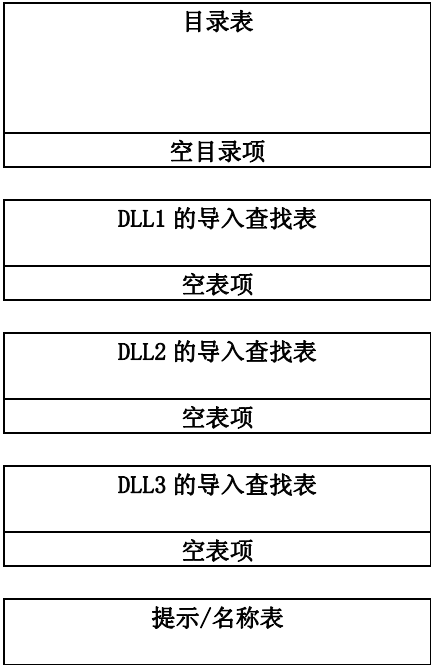 目录表
空目录项
DLL1 的导入查找表
空表项
DLL2 的导入查找表
空表项
DLL3 的导入查找表
空表项
提示/名称表